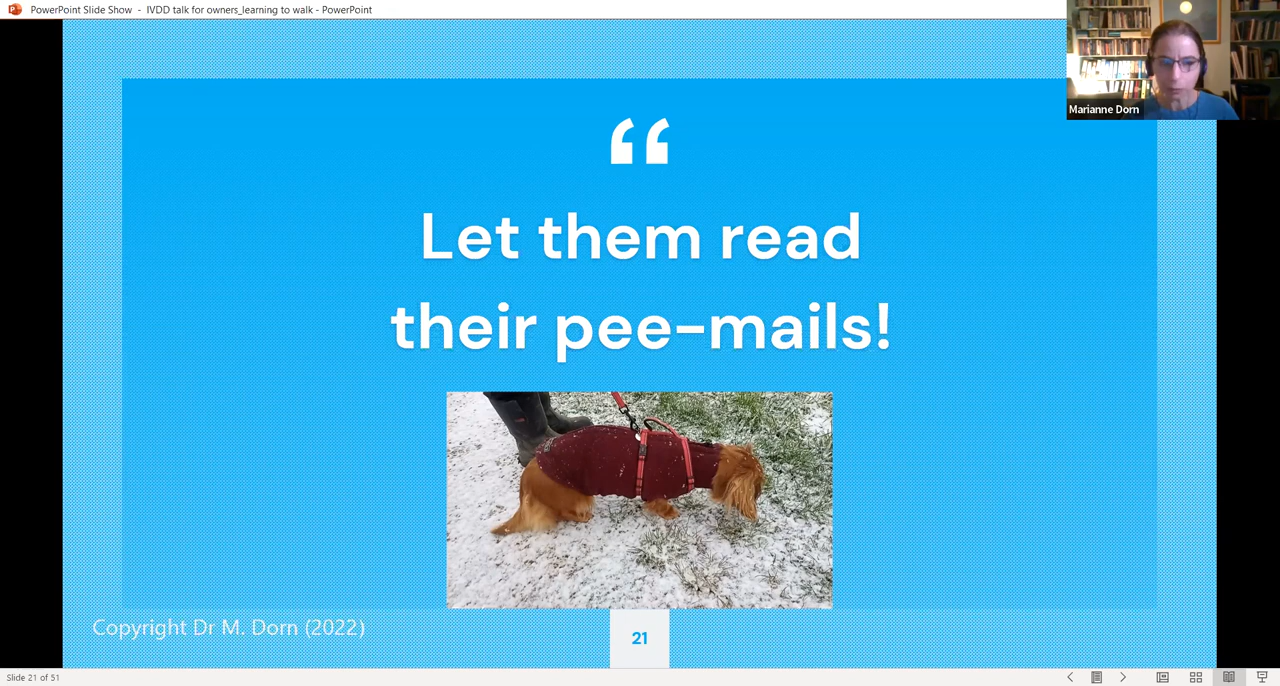 PowerPoint Slide Show - IVDD talk for owners_learning to walk - PowerPoint
Marianne Dorn
“
Let them read
their pee-mails!
Copyright Dr M. Dorn (2022)
21
Slide 21 of 51